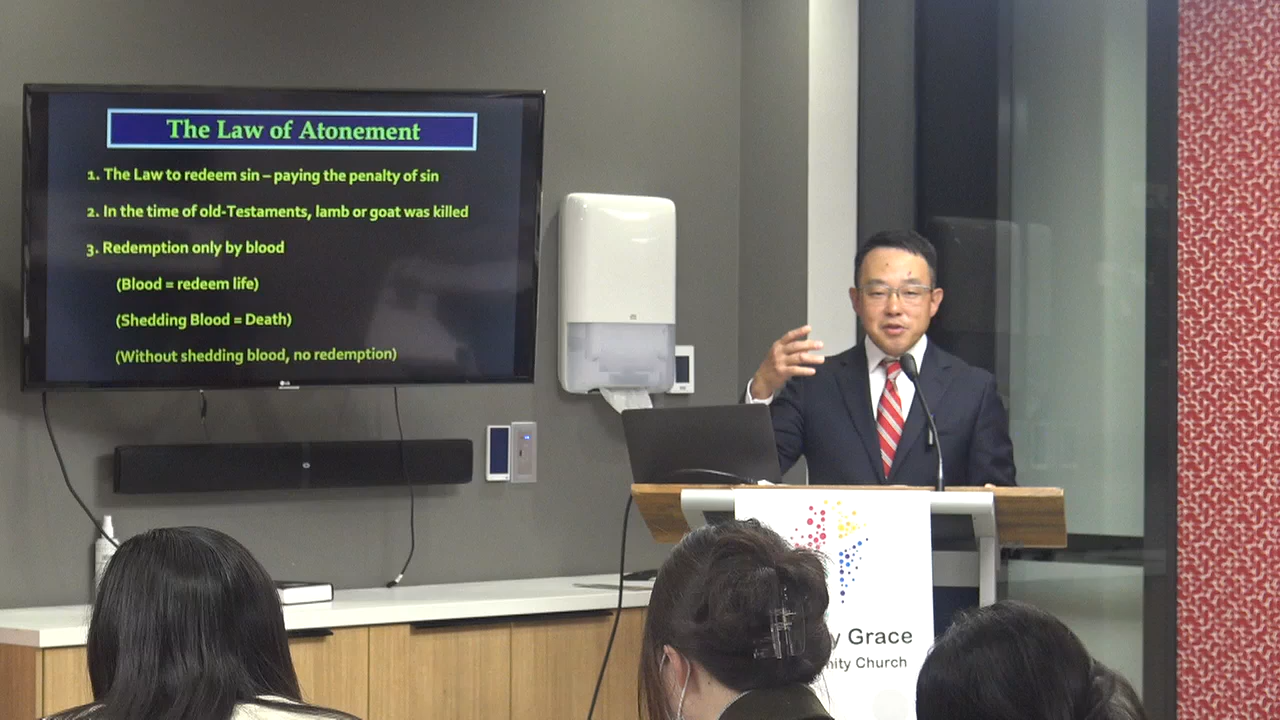 The Law of Atonement
1. The Law to redeem sin – paying the penalty of sin
2. In the time of old-Testaments, lamb or goat was killed
3. Redemption only by blood
(Blood = redeem life)
(Shedding Blood = Death)
(Without shedding blood, no redemption)
LG
Grace
Church